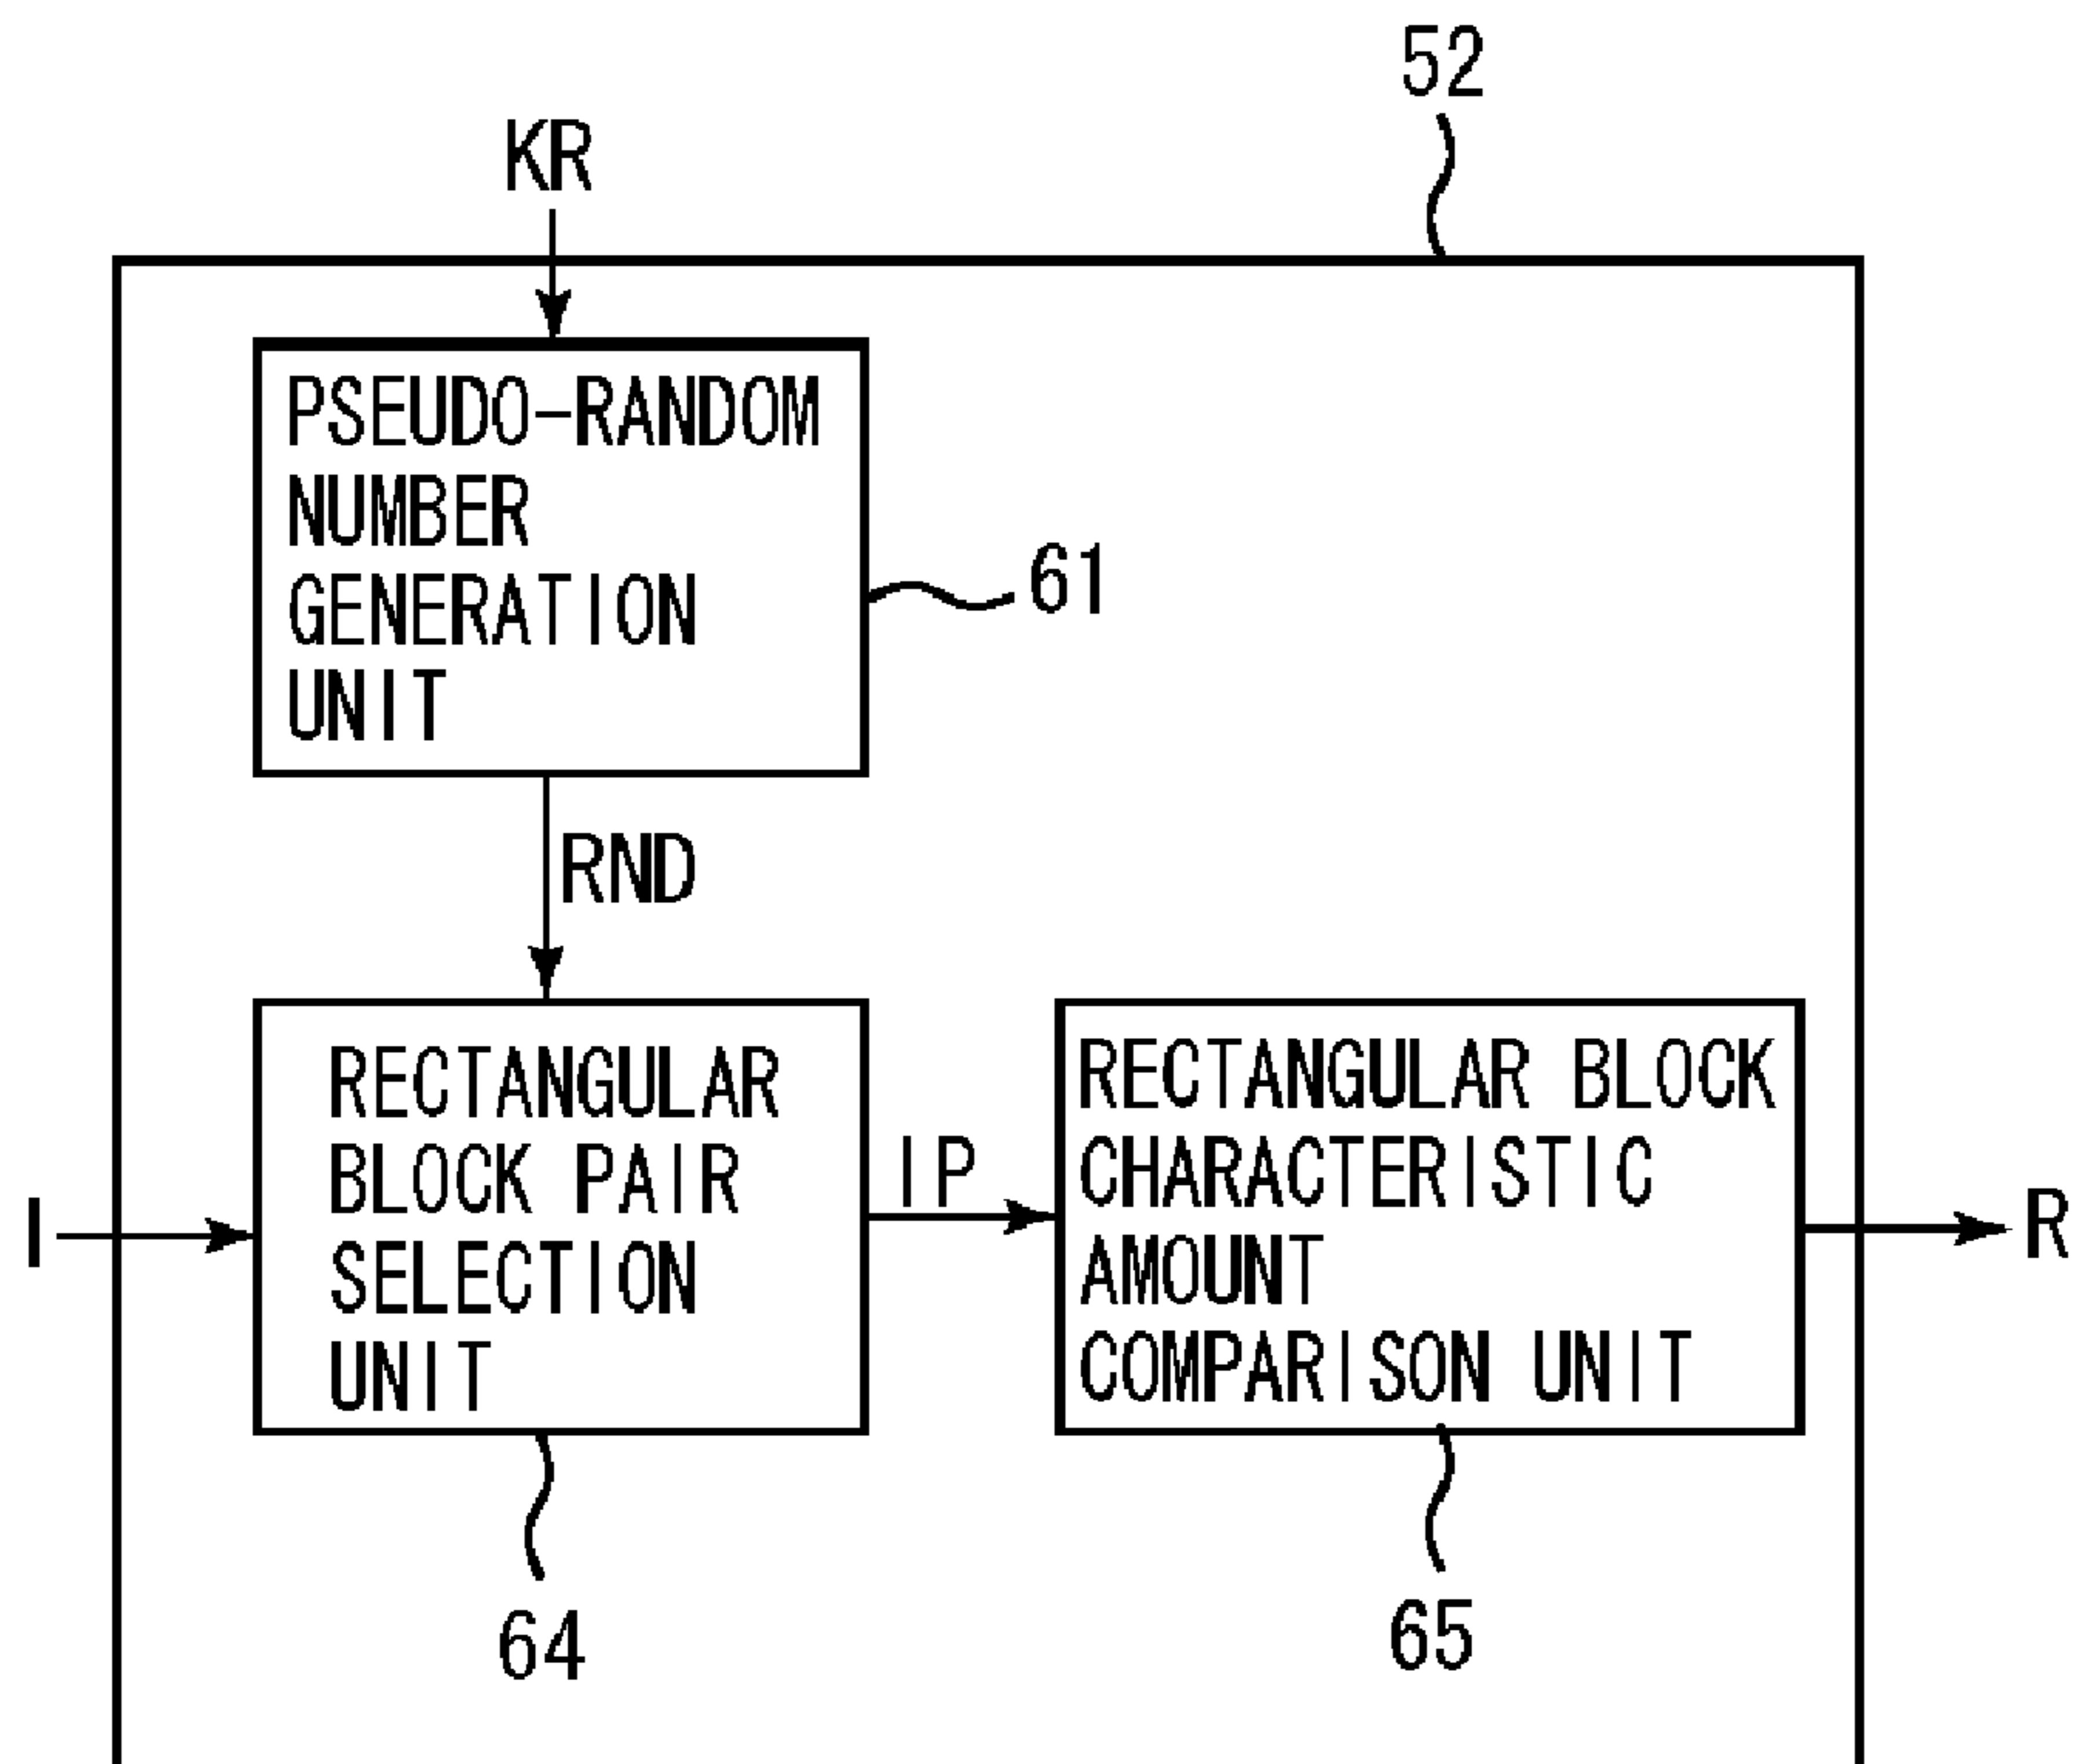 52
KR
PSEUDO-RANDOM
NUMBER
GENERATION
UNIT
61
RND
RECTANGULAR
BLOCK PAIR
SELECTION
UNIT
IP
RECTANGULAR BLOCK
CHARACTERISTIC
AMOUNT
COMPARISON UNIT
I
R
64
65